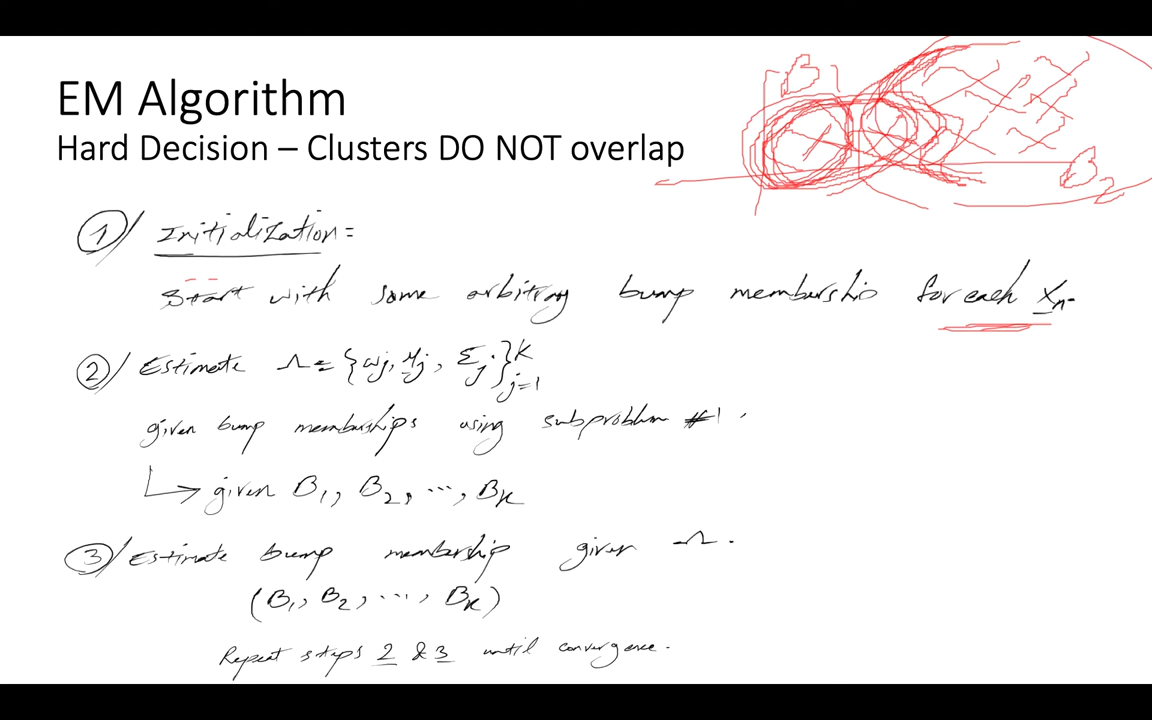 EM Algorithm
Hard Decision – Clusters DO NOT overlap
1/ Initialization =
Start with some arbitray bump membership for each Xn.
2/ Estimate Ω = {ωj, μj, Σj}ᴷj=1
given bump memberships using subproblem #1.
↳ given B1, B2, ..., BK
3/ Estimate bump membership given Ω.
(B1, B2, ..., BK)
Repeat steps 2 & 3 until convergence.